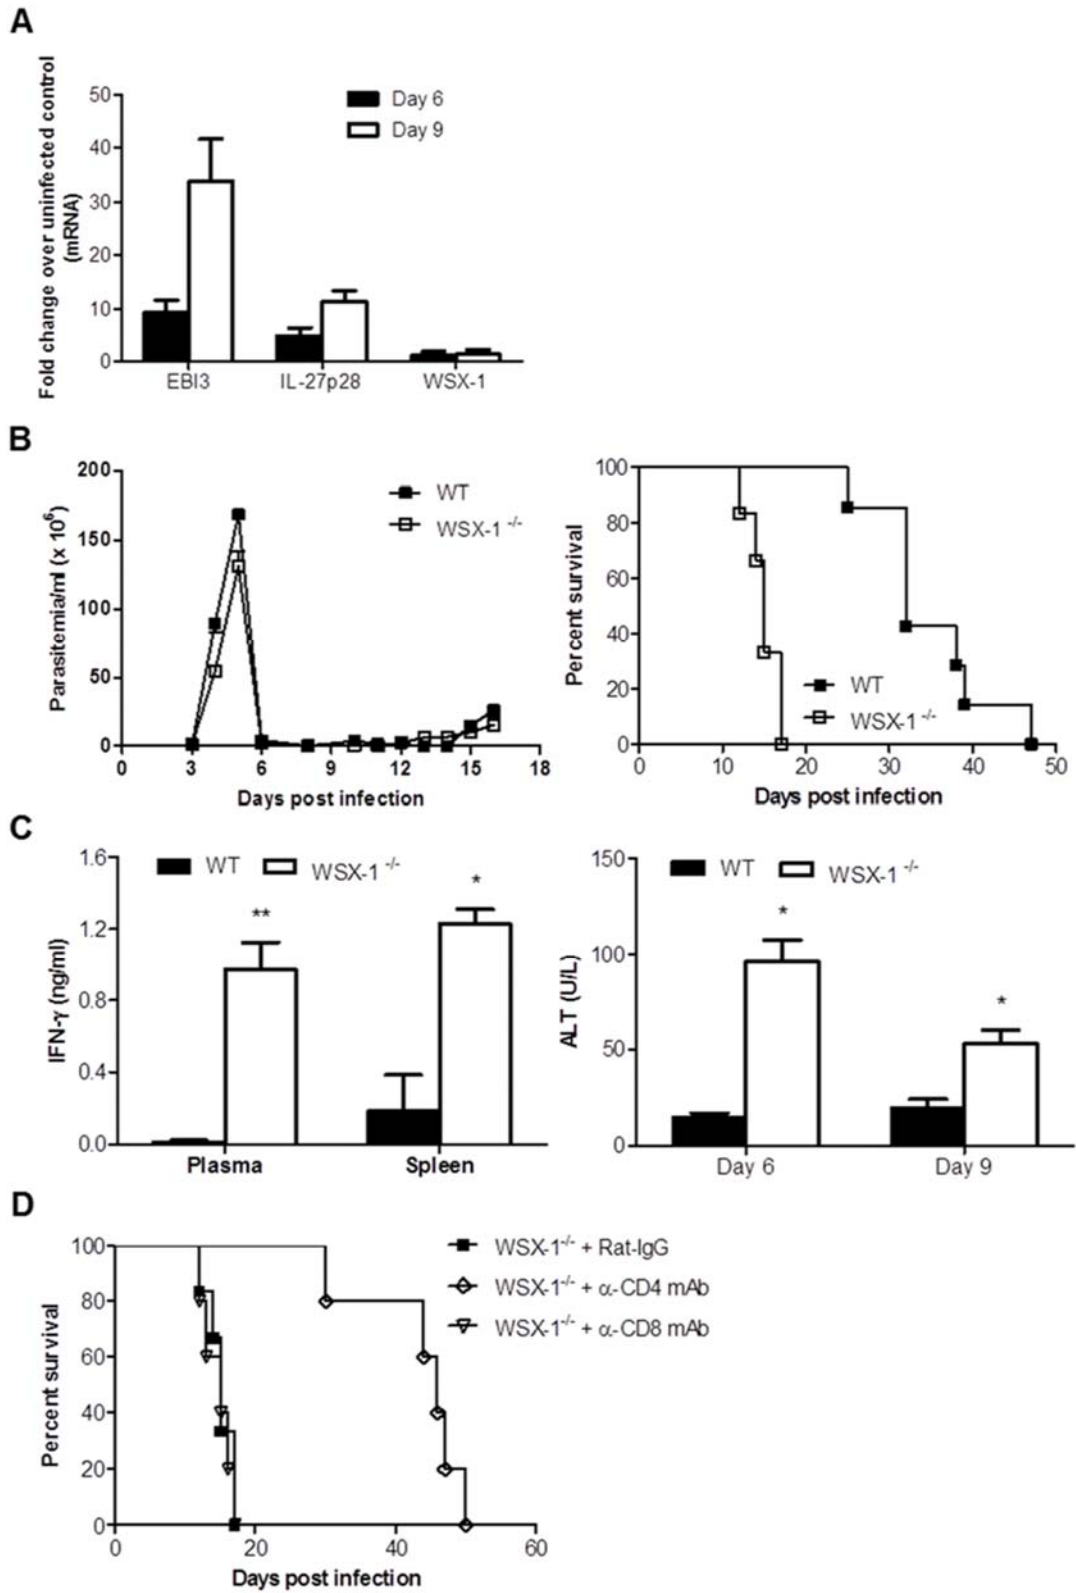 A
Fold change over uninfected control
(mRNA)
50
40
30
20
10
0
Day 6
Day 9
EBI3 IL-27p28 WSX-1
B
Parasitemia/ml (x 10⁶)
200
150
100
50
0
WT
WSX-1 -/-
0 3 6 9 12 15 18
Days post infection
Percent survival
100
80
60
40
20
0
WT
WSX-1 -/-
0 10 20 30 40 50
Days post infection
C
IFN-γ (ng/ml)
1.6
1.2
0.8
0.4
0.0
WT WSX-1 -/-
** *
Plasma Spleen
ALT (U/L)
150
100
50
0
WT WSX-1 -/-
* *
Day 6 Day 9
D
Percent survival
100
80
60
40
20
0
WSX-1-/- + Rat-IgG
WSX-1-/- + α-CD4 mAb
WSX-1-/- + α-CD8 mAb
0 20 40 60
Days post infection